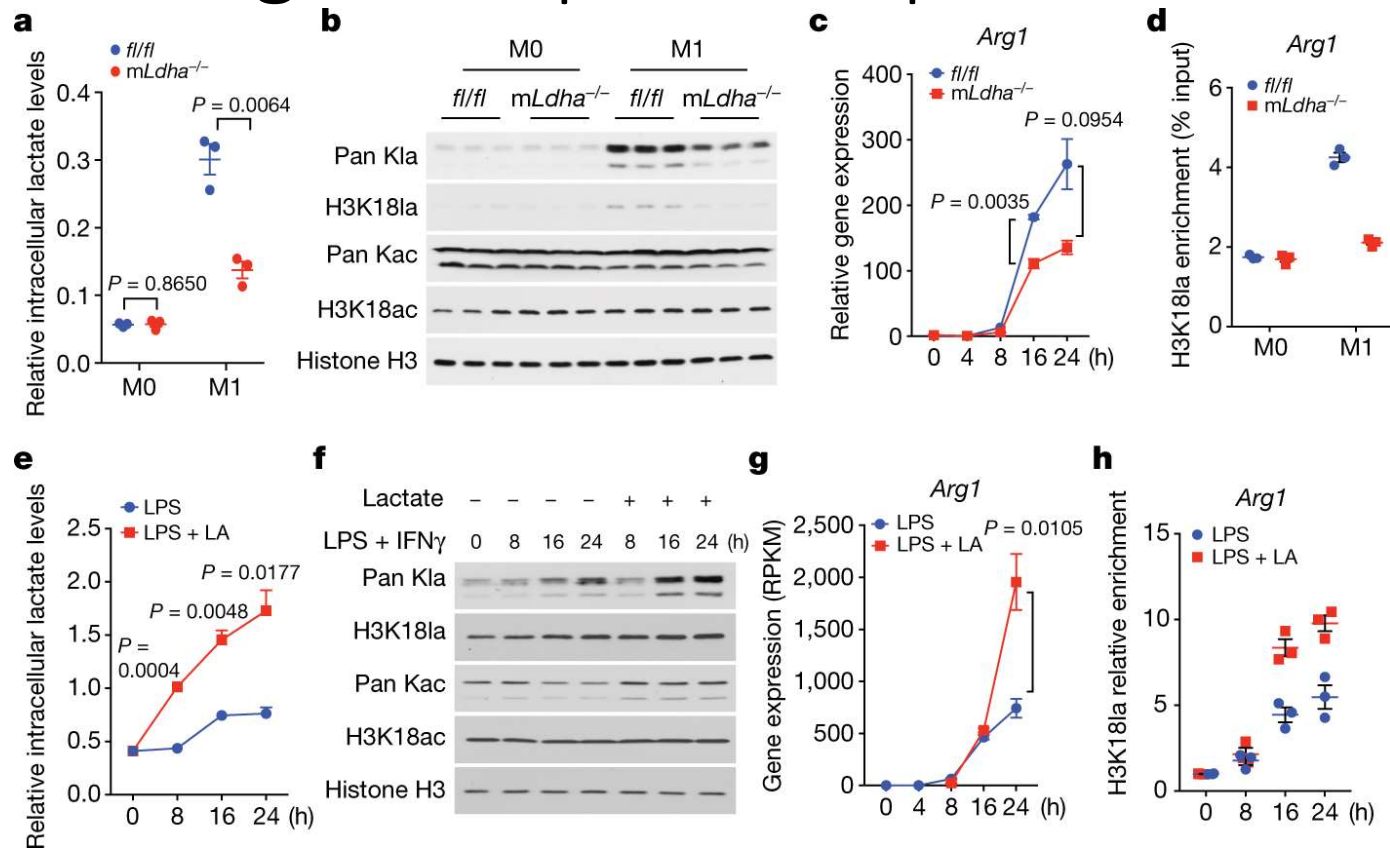 a
fl/fl
mLdha–/–
Relative intracellular lactate levels
0.4
0.3
0.2
0.1
0.0
P = 0.0064
P = 0.8650
M0 M1
b
M0 M1
fl/fl mLdha–/– fl/fl mLdha–/–
Pan Kla
H3K18la
Pan Kac
H3K18ac
Histone H3
c
Arg1
fl/fl
mLdha–/–
Relative gene expression
400
300
200
100
0
P = 0.0954
P = 0.0035
0 4 8 16 24 (h)
d
Arg1
fl/fl
mLdha–/–
H3K18la enrichment (% input)
6
4
2
0
M0 M1
e
LPS
LPS + LA
Relative intracellular lactate levels
2.5
2.0
1.5
1.0
0.5
0.0
P = 0.0177
P = 0.0048
P =
0.0004
0 8 16 24 (h)
f
Lactate – – – – + + +
LPS + IFNγ 0 8 16 24 8 16 24 (h)
Pan Kla
H3K18la
Pan Kac
H3K18ac
Histone H3
g
Arg1
LPS
LPS + LA
Gene expression (RPKM)
2,500
2,000
1,500
1,000
500
0
P = 0.0105
0 4 8 16 24 (h)
h
Arg1
LPS
LPS + LA
H3K18la relative enrichment
15
10
5
0
0 8 16 24 (h)